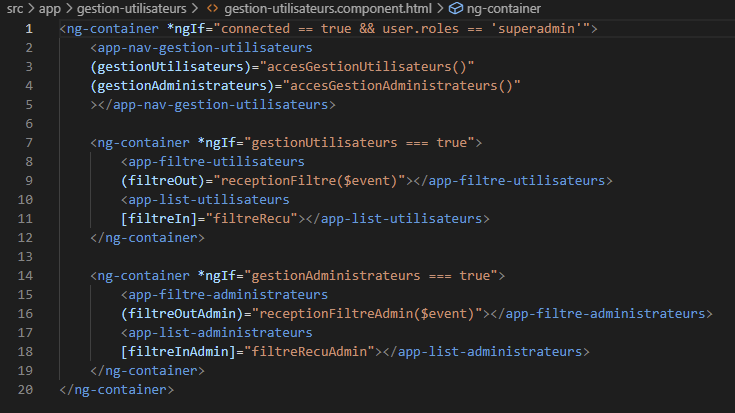 src > app > gestion-utilisateurs > <> gestion-utilisateurs.component.html > ng-container
1 <ng-container *ngIf="connected == true && user.roles == 'superadmin'">
2     <app-nav-gestion-utilisateurs
3     (gestionUtilisateurs)="accesGestionUtilisateurs()"
4     (gestionAdministrateurs)="accesGestionAdministrateurs()"
5     ></app-nav-gestion-utilisateurs>
6
7     <ng-container *ngIf="gestionUtilisateurs === true">
8         <app-filtre-utilisateurs
9         (filtreOut)="receptionFiltre($event)"></app-filtre-utilisateurs>
10         <app-list-utilisateurs
11         [filtreIn]="filtreRecu"></app-list-utilisateurs>
12     </ng-container>
13
14     <ng-container *ngIf="gestionAdministrateurs === true">
15         <app-filtre-administrateurs
16         (filtreOutAdmin)="receptionFiltreAdmin($event)"></app-filtre-administrateurs>
17         <app-list-administrateurs
18         [filtreInAdmin]="filtreRecuAdmin"></app-list-administrateurs>
19     </ng-container>
20 </ng-container>